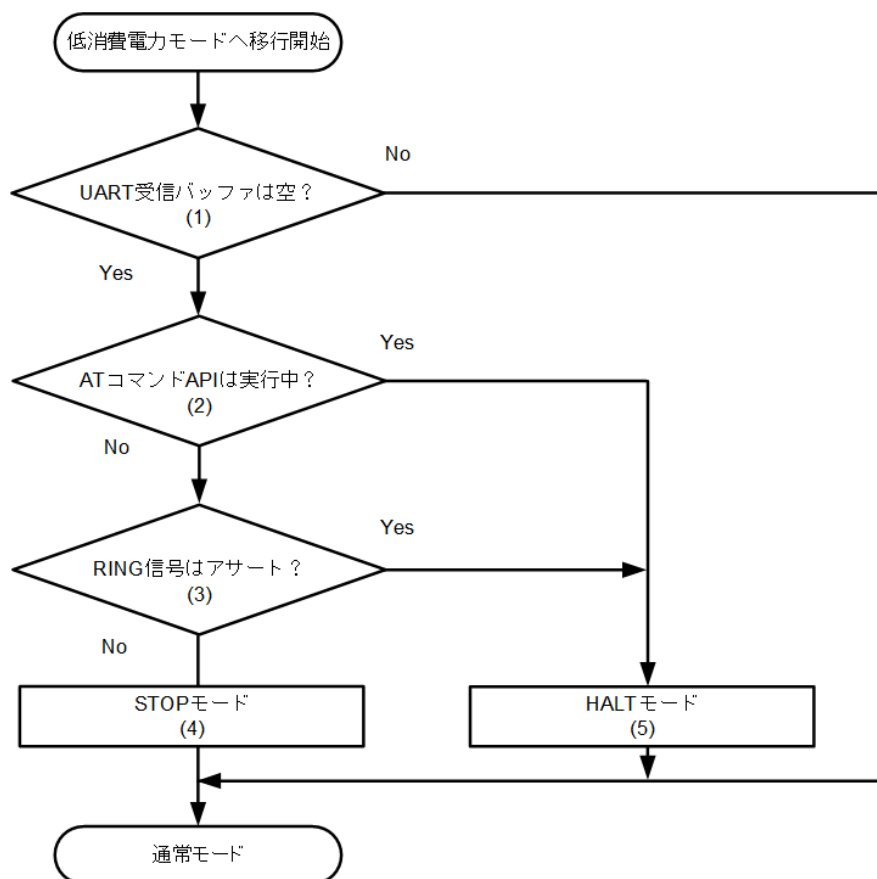 低消費電力モードへ移行開始
No
UART受信バッファは空？
(1)
Yes
Yes
ATコマンドAPIは実行中？
(2)
No
Yes
RING信号はアサート？
(3)
No
STOPモード
(4)
HALTモード
(5)
通常モード